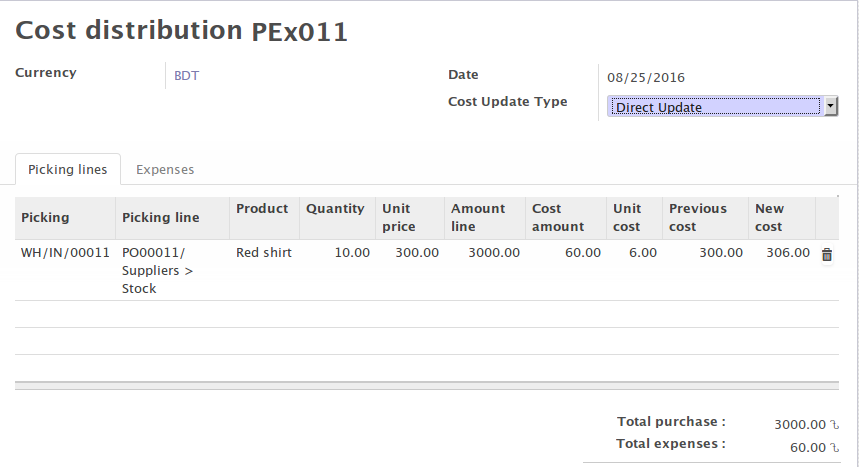 Cost distribution PEx011
Currency BDT
Date 08/25/2016
Cost Update Type Direct Update
Picking lines Expenses
Picking Picking line Product Quantity Unit price Amount line Cost amount Unit cost Previous cost New cost
WH/IN/00011 PO00011/ Suppliers > Stock Red shirt 10.00 300.00 3000.00 60.00 6.00 300.00 306.00
Total purchase : 3000.00 ৳
Total expenses : 60.00 ৳